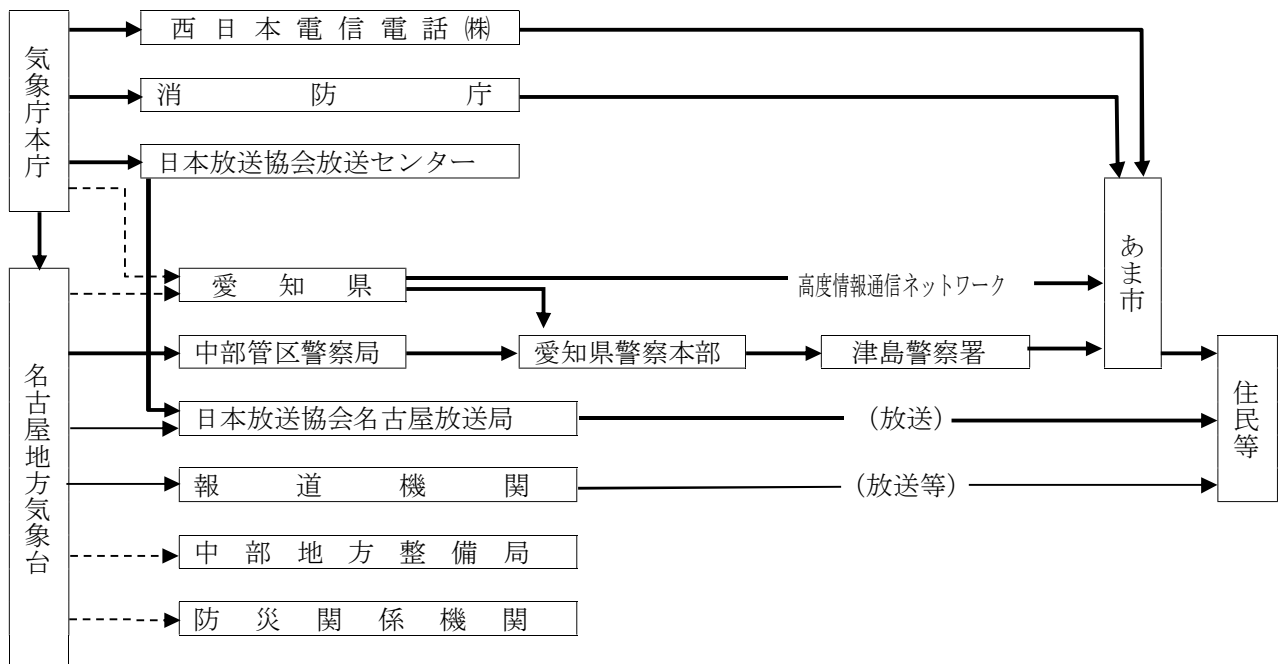 気象庁本庁
西日本電信電話㈱
消防庁
日本放送協会放送センター
名古屋地方気象台
愛知県
高度情報通信ネットワーク
あま市
中部管区警察局
愛知県警察本部
津島警察署
日本放送協会名古屋放送局
（放送）
住民等
報道機関
（放送等）
中部地方整備局
防災関係機関